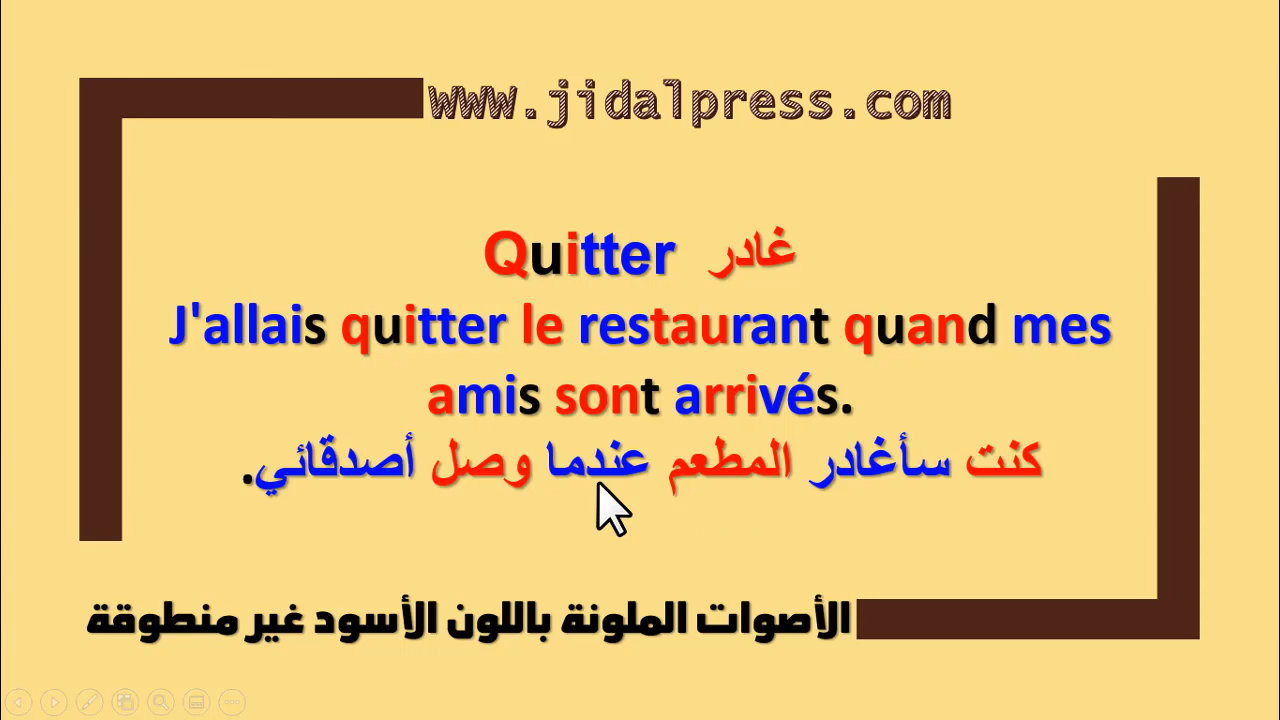 www.jidalpress.com
Quitter غادر
J'allais quitter le restaurant quand mes
amis sont arrivés.
كنت سأغادر المطعم عندما وصل أصدقائي.
الأصوات الملونة باللون الأسود غير منطوقة